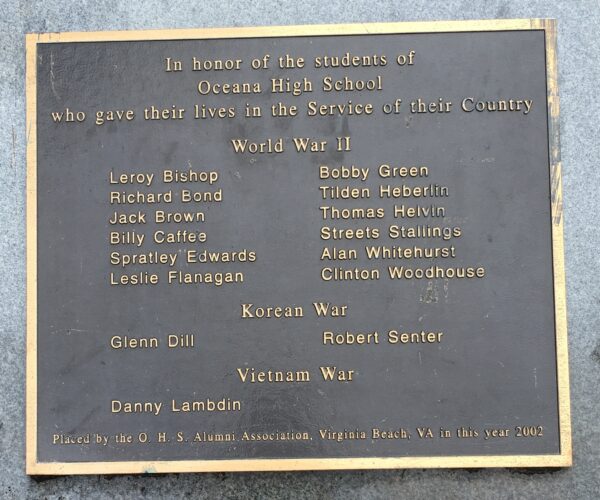 In honor of the students of
Oceana High School
who gave their lives in the Service of their Country
World War II
Leroy Bishop Bobby Green
Richard Bond Tilden Heberlin
Jack Brown Thomas Helvin
Billy Caffee Streets Stallings
Spratley Edwards Alan Whitehurst
Leslie Flanagan Clinton Woodhouse
Korean War
Glenn Dill Robert Senter
Vietnam War
Danny Lambdin
Placed by the O. H. S. Alumni Association, Virginia Beach, VA in this year 2002